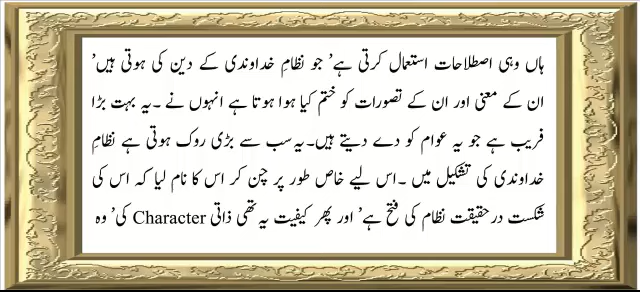 ہاں وہی اصطلاحات استعمال کرتی ہے’ جو نظامِ خداوندی کے دین کی ہوتی ہیں’
ان کے معنی اور ان کے تصورات کو ختم کیا ہوا ہوتا ہے انہوں نے ۔یہ بہت بڑا
فریب ہے جو یہ عوام کو دے دیتے ہیں۔یہ سب سے بڑی روک ہوتی ہے نظامِ
خداوندی کی تشکیل میں ۔اس لیے خاص طور پر چن کر اس کا نام لیا کہ اس کی
شکست درحقیقت نظام کی فتح ہے’ اور پھر کیفیت یہ تھی ذاتی Character کی’ وہ